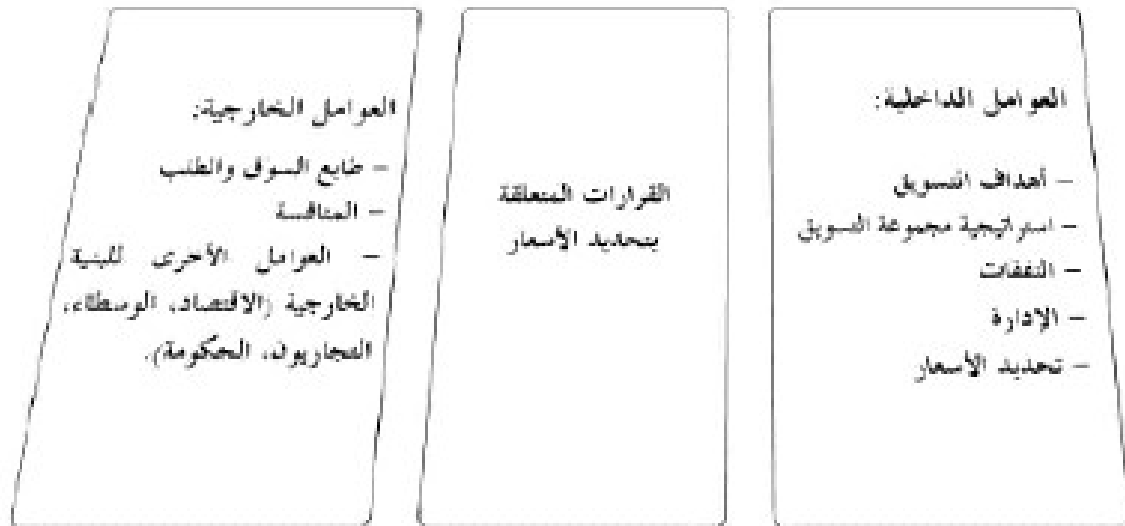 العوامل الداخلية:
– أهداف التسويق
– استراتيجية مجموعة التسويق
– النفقات
– الإدارة
– تحديد الأسعار
القرارات المتعلقة
بتحديد الأسعار
العوامل الخارجية:
– طابع السوق والطلب
– المنافسة
– العوامل الأخرى للبنية
الخارجية (الاقتصاد، الوسطاء،
التجاريون، الحكومة).